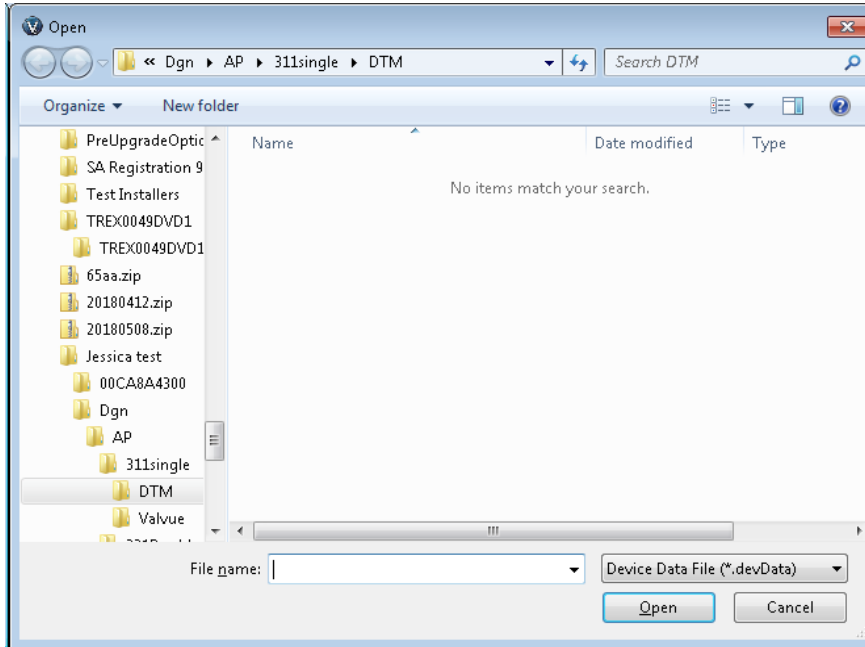 Open
« Dgn ▸ AP ▸ 311single ▸ DTM
Search DTM
Organize
New folder
PreUpgradeOptic
SA Registration 9
Test Installers
TREX0049DVD1
TREX0049DVD1
65aa.zip
20180412.zip
20180508.zip
Jessica test
00CA8A4300
Dgn
AP
311single
DTM
Valvue
Name
Date modified
Type
No items match your search.
File name:
Device Data File (*.devData)
Open
Cancel